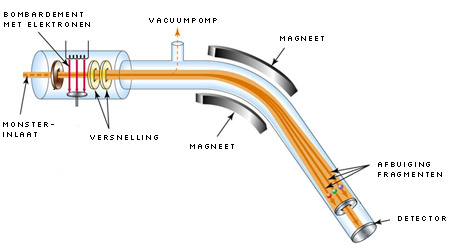 BOMBARDEMENT
MET ELEKTRONEN
VACUUMPOMP
MAGNEET
MONSTER-
INLAAT
VERSNELLING
MAGNEET
AFBUIGING
FRAGMENTEN
DETECTOR